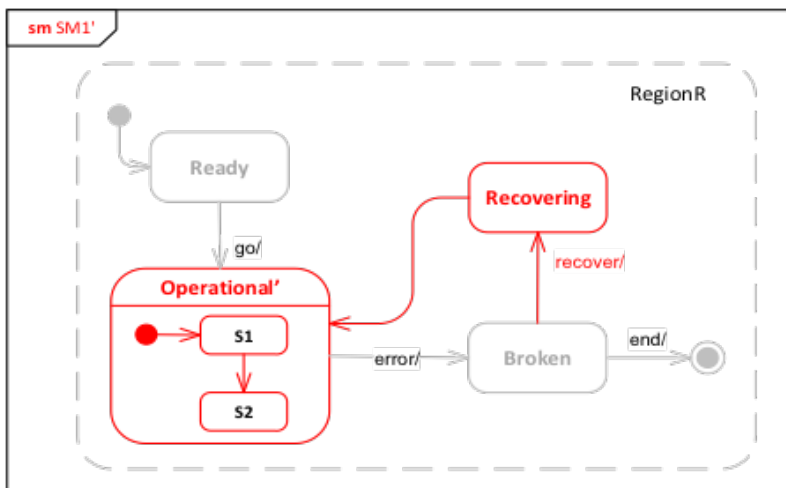 sm SM1'
RegionR
Ready
Recovering
go/
recover/
Operational’
S1
error/
Broken
end/
S2